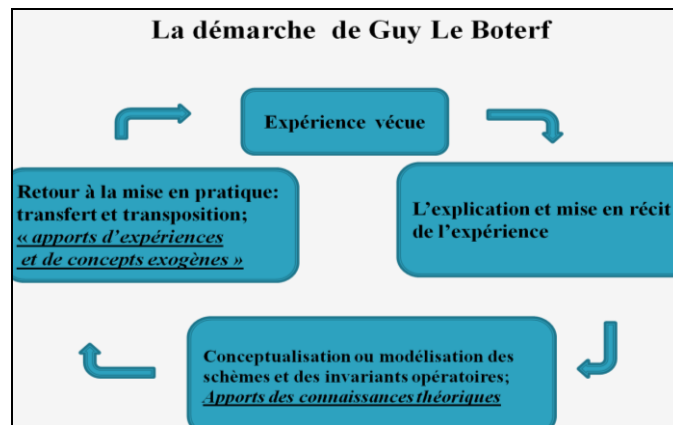 La démarche de Guy Le Boterf
Expérience vécue
L’explication et mise en récit
de l’expérience
Conceptualisation ou modélisation des
schèmes et des invariants opératoires;
Apports des connaissances théoriques
Retour à la mise en pratique:
transfert et transposition;
« apports d’expériences
et de concepts exogènes »